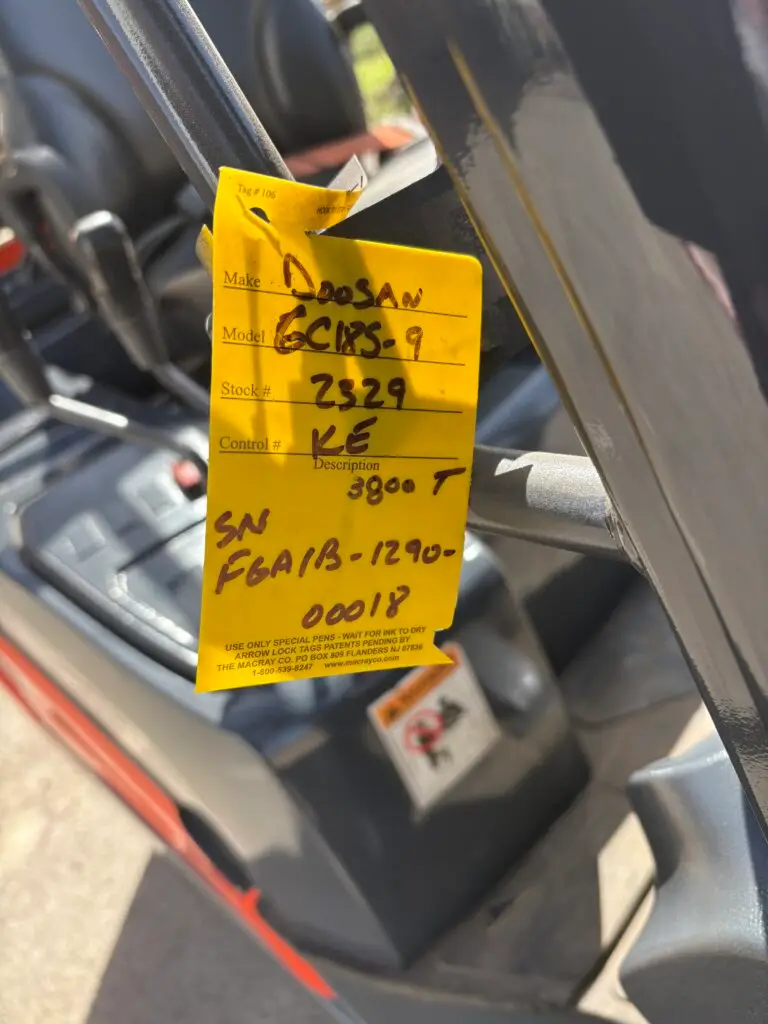 Tag # 106
Make DOOSAN
Model GC18S-9
Stock # 2329
Control # KE
Description
3800 T
SN
FGA1B-1290-
00018
USE ONLY SPECIAL PENS - WAIT FOR INK TO DRY
ARROW LOCK TAGS PATENTS PENDING BY
THE MACRAY CO. PO BOX 809 FLANDERS NJ 07836
1-800-539-8247 www.macrayco.com